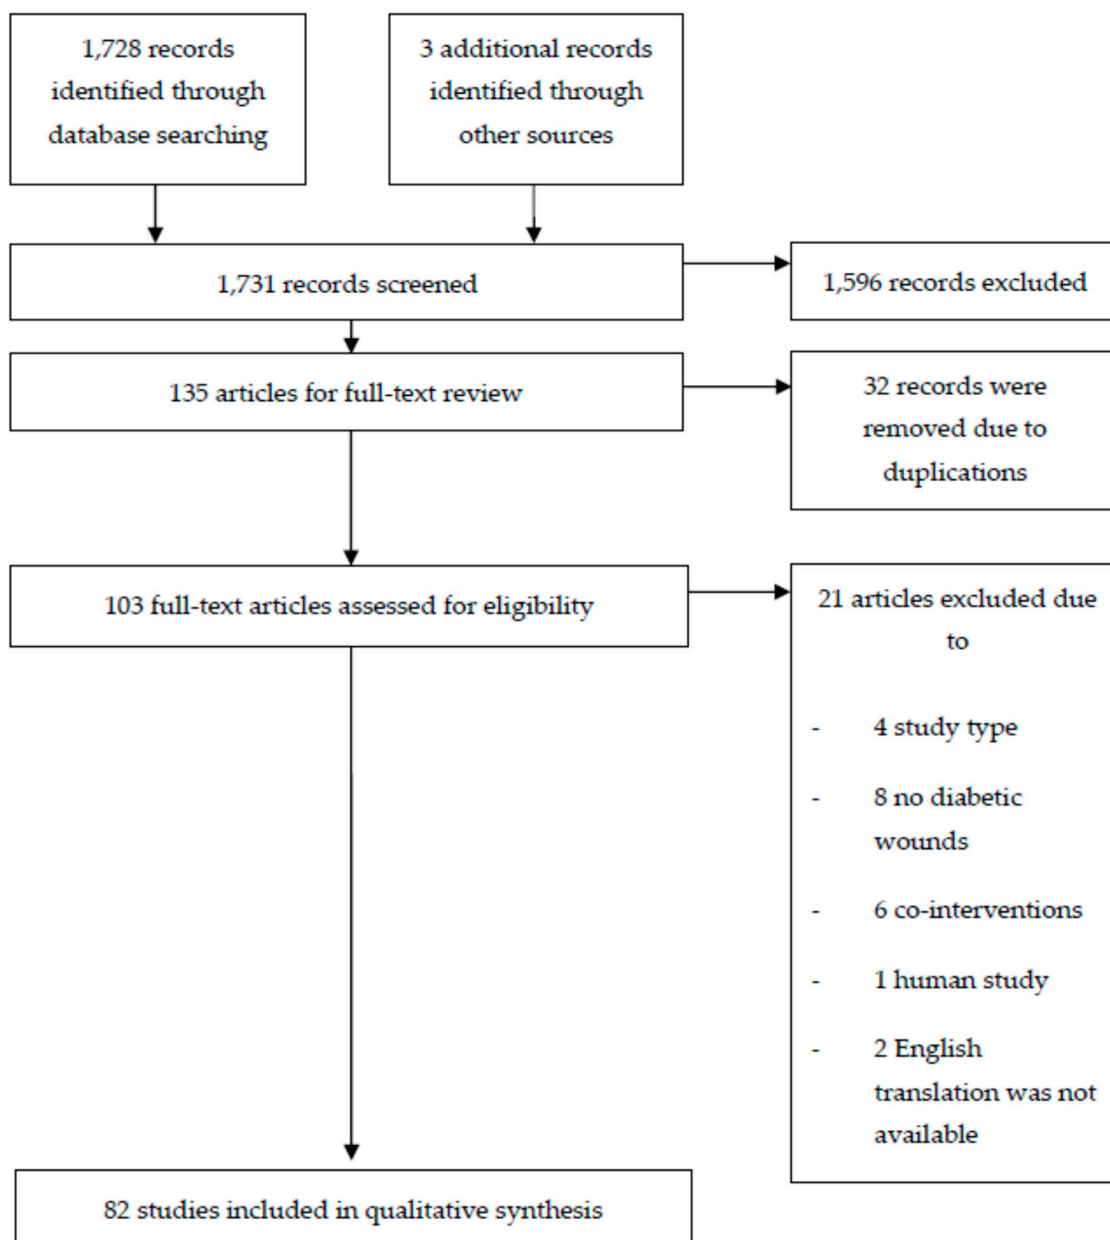 1,728 records
identified through
database searching
3 additional records
identified through
other sources
1,731 records screened
1,596 records excluded
135 articles for full-text review
32 records were
removed due to
duplications
103 full-text articles assessed for eligibility
21 articles excluded due
to
- 4 study type
- 8 no diabetic
wounds
- 6 co-interventions
- 1 human study
- 2 English
translation was not
available
82 studies included in qualitative synthesis